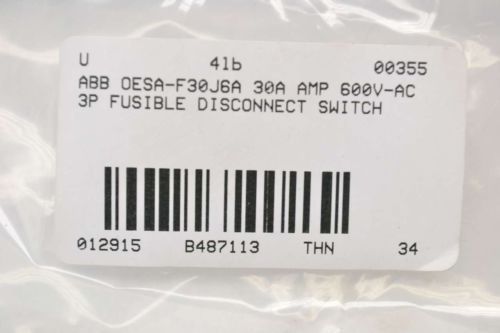 U 41b 00355
ABB OESA-F30J6A 30A AMP 600V-AC
3P FUSIBLE DISCONNECT SWITCH
012915 B487113 THN 34